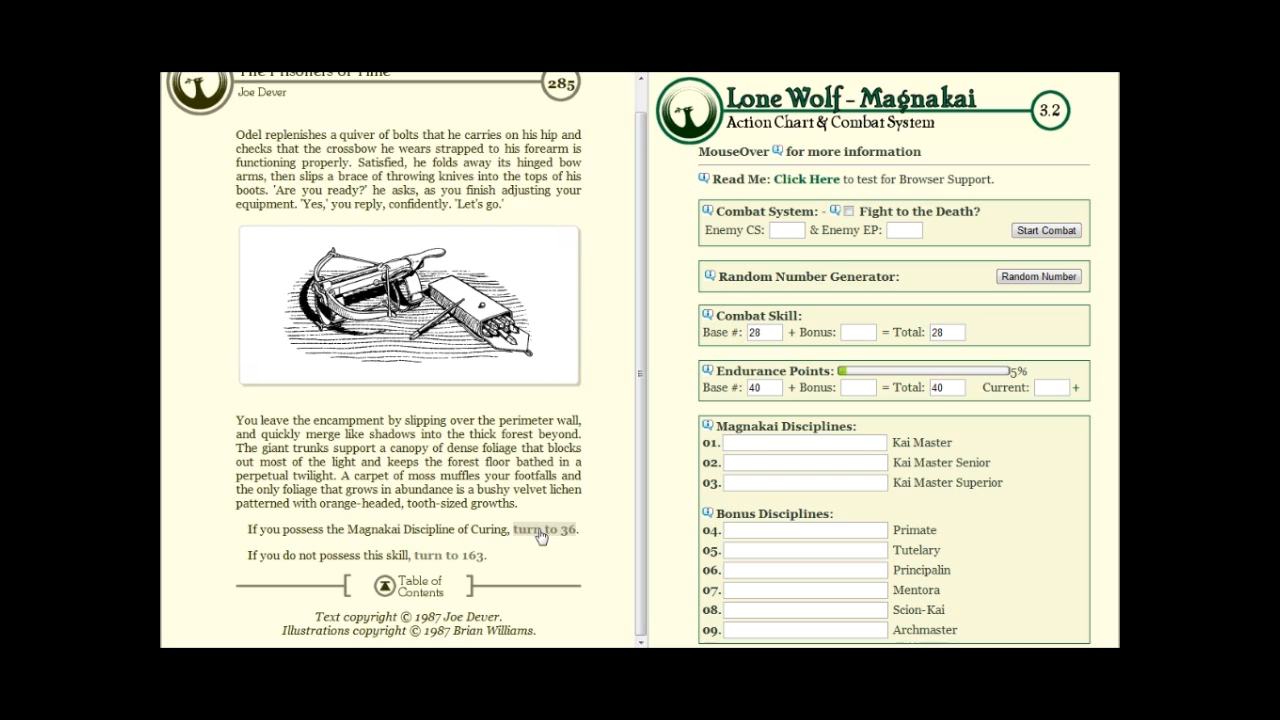 The Prisoners of Time
285
Joe Dever
Odel replenishes a quiver of bolts that he carries on his hip and
checks that the crossbow he wears strapped to his forearm is
functioning properly. Satisfied, he folds away its hinged bow
arms, then slips a brace of throwing knives into the tops of his
boots. 'Are you ready?' he asks, as you finish adjusting your
equipment. 'Yes,' you reply, confidently. 'Let's go.'
You leave the encampment by slipping over the perimeter wall,
and quickly merge like shadows into the thick forest beyond.
The giant trunks support a canopy of dense foliage that blocks
out most of the light and keeps the forest floor bathed in a
perpetual twilight. A carpet of moss muffles your footfalls and
the only foliage that grows in abundance is a bushy velvet lichen
patterned with orange-headed, tooth-sized growths.
If you possess the Magnakai Discipline of Curing, turn to 36.
If you do not possess this skill, turn to 163.
Table of
Contents
Text copyright © 1987 Joe Dever.
Illustrations copyright © 1987 Brian Williams.
Lone Wolf - Magnakai
3.2
Action Chart & Combat System
MouseOver for more information
Read Me: Click Here to test for Browser Support.
Combat System: - Fight to the Death?
Enemy CS: & Enemy EP: Start Combat
Random Number Generator: Random Number
Combat Skill:
Base #: 28 + Bonus: = Total: 28
Endurance Points: 5%
Base #: 40 + Bonus: = Total: 40 Current: +
Magnakai Disciplines:
01. Kai Master
02. Kai Master Senior
03. Kai Master Superior
Bonus Disciplines:
04. Primate
05. Tutelary
06. Principalin
07. Mentora
08. Scion-Kai
09. Archmaster